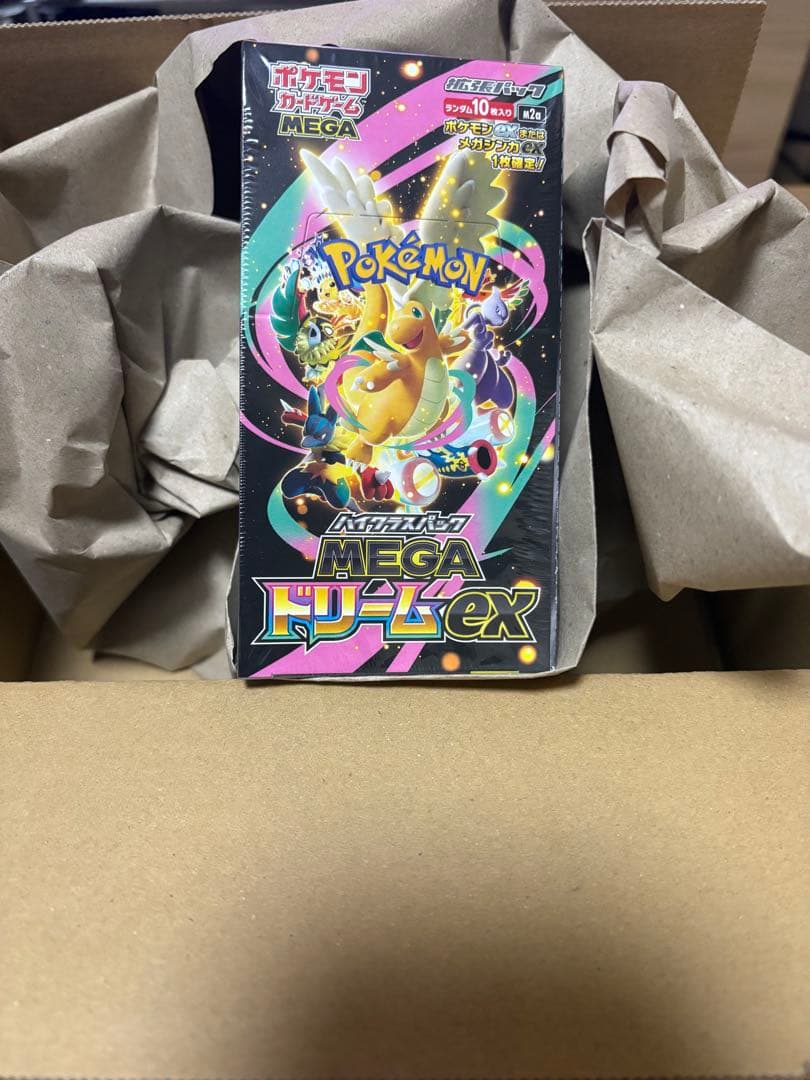 ポケモン
カードゲーム
MEGA
拡張パック
ランダム10枚入り M2a
ポケモンexまたは
メガシンカex
1枚確定!
POKéMON
ハイクラスパック
MEGA
ドリームex